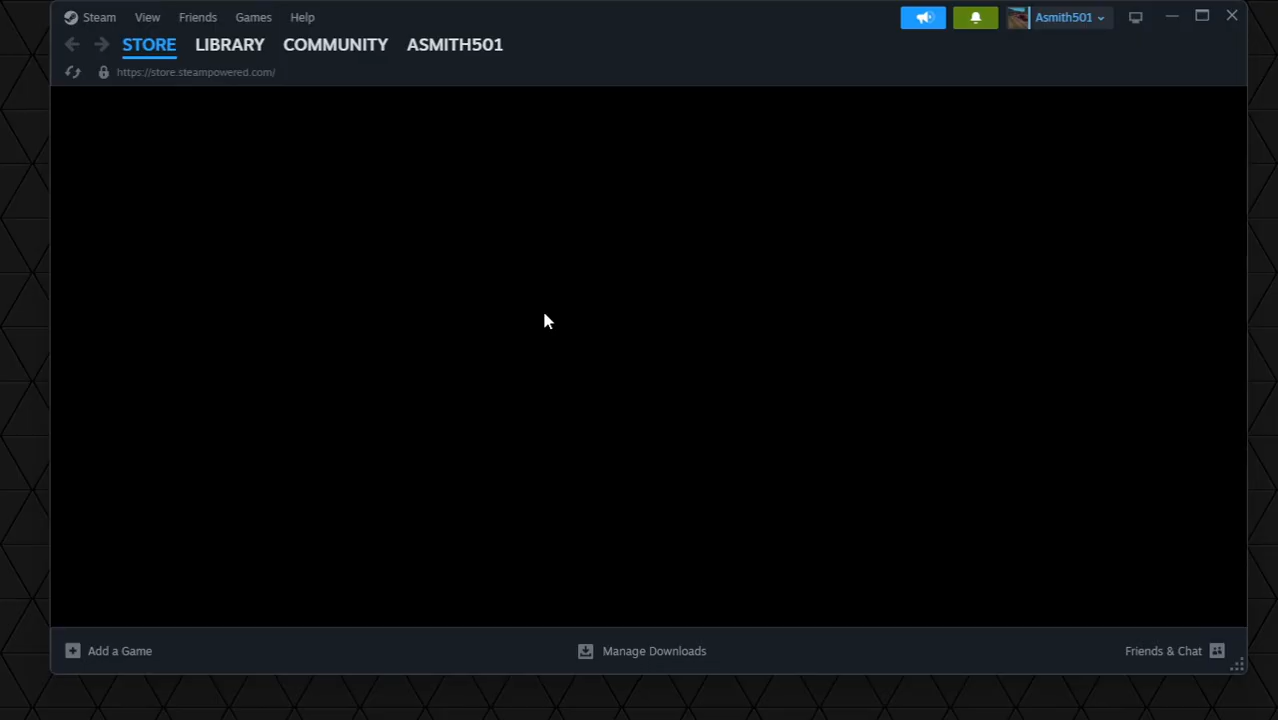 Steam View Friends Games Help Asmith501
STORE LIBRARY COMMUNITY ASMITH501
https://store.steampowered.com/
Add a Game Manage Downloads Friends & Chat